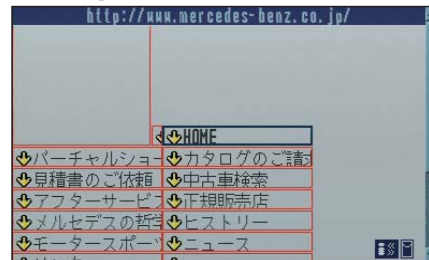 http://www.mercedes-benz.co.jp/
HOME
バーチャルショー カタログのご請求
見積書のご依頼 中古車検索
アフターサービス 正規販売店
メルセデスの哲学 ヒストリー
モータースポーツ ニュース